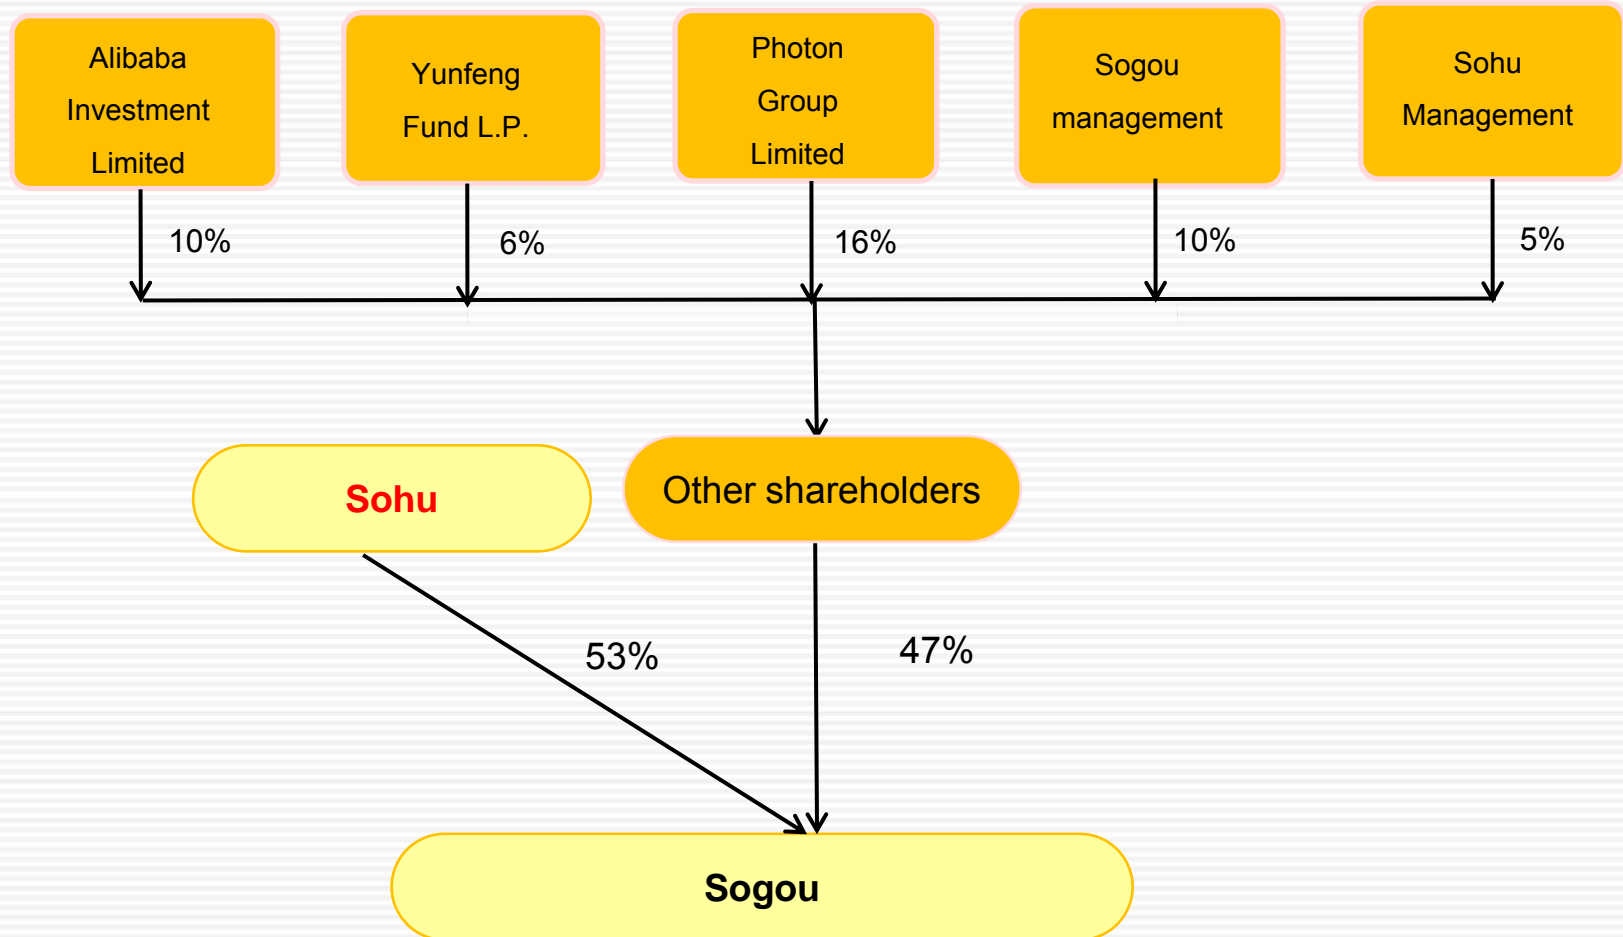 Alibaba
Investment
Limited
Yunfeng
Fund L.P.
Photon
Group
Limited
Sogou
management
Sohu
Management
10%
6%
16%
10%
5%
Sohu
Other shareholders
53%
47%
Sogou